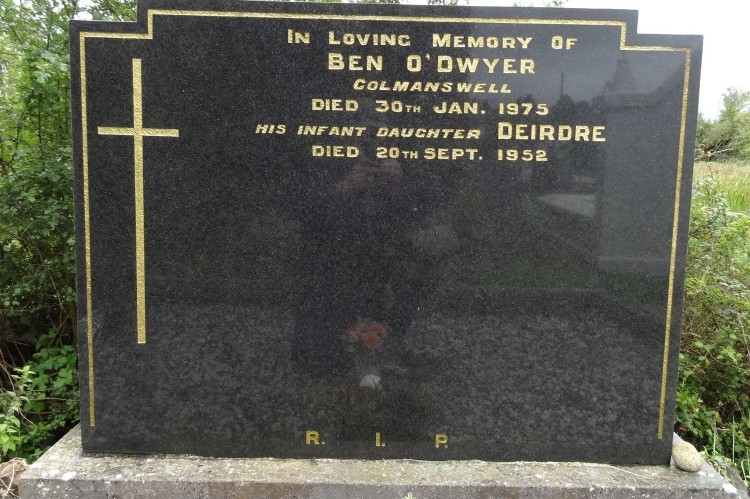 In Loving Memory Of
Ben O'Dwyer
Colmanswell
Died 30th Jan. 1975
His Infant Daughter Deirdre
Died 20th Sept. 1952
R. I. P.